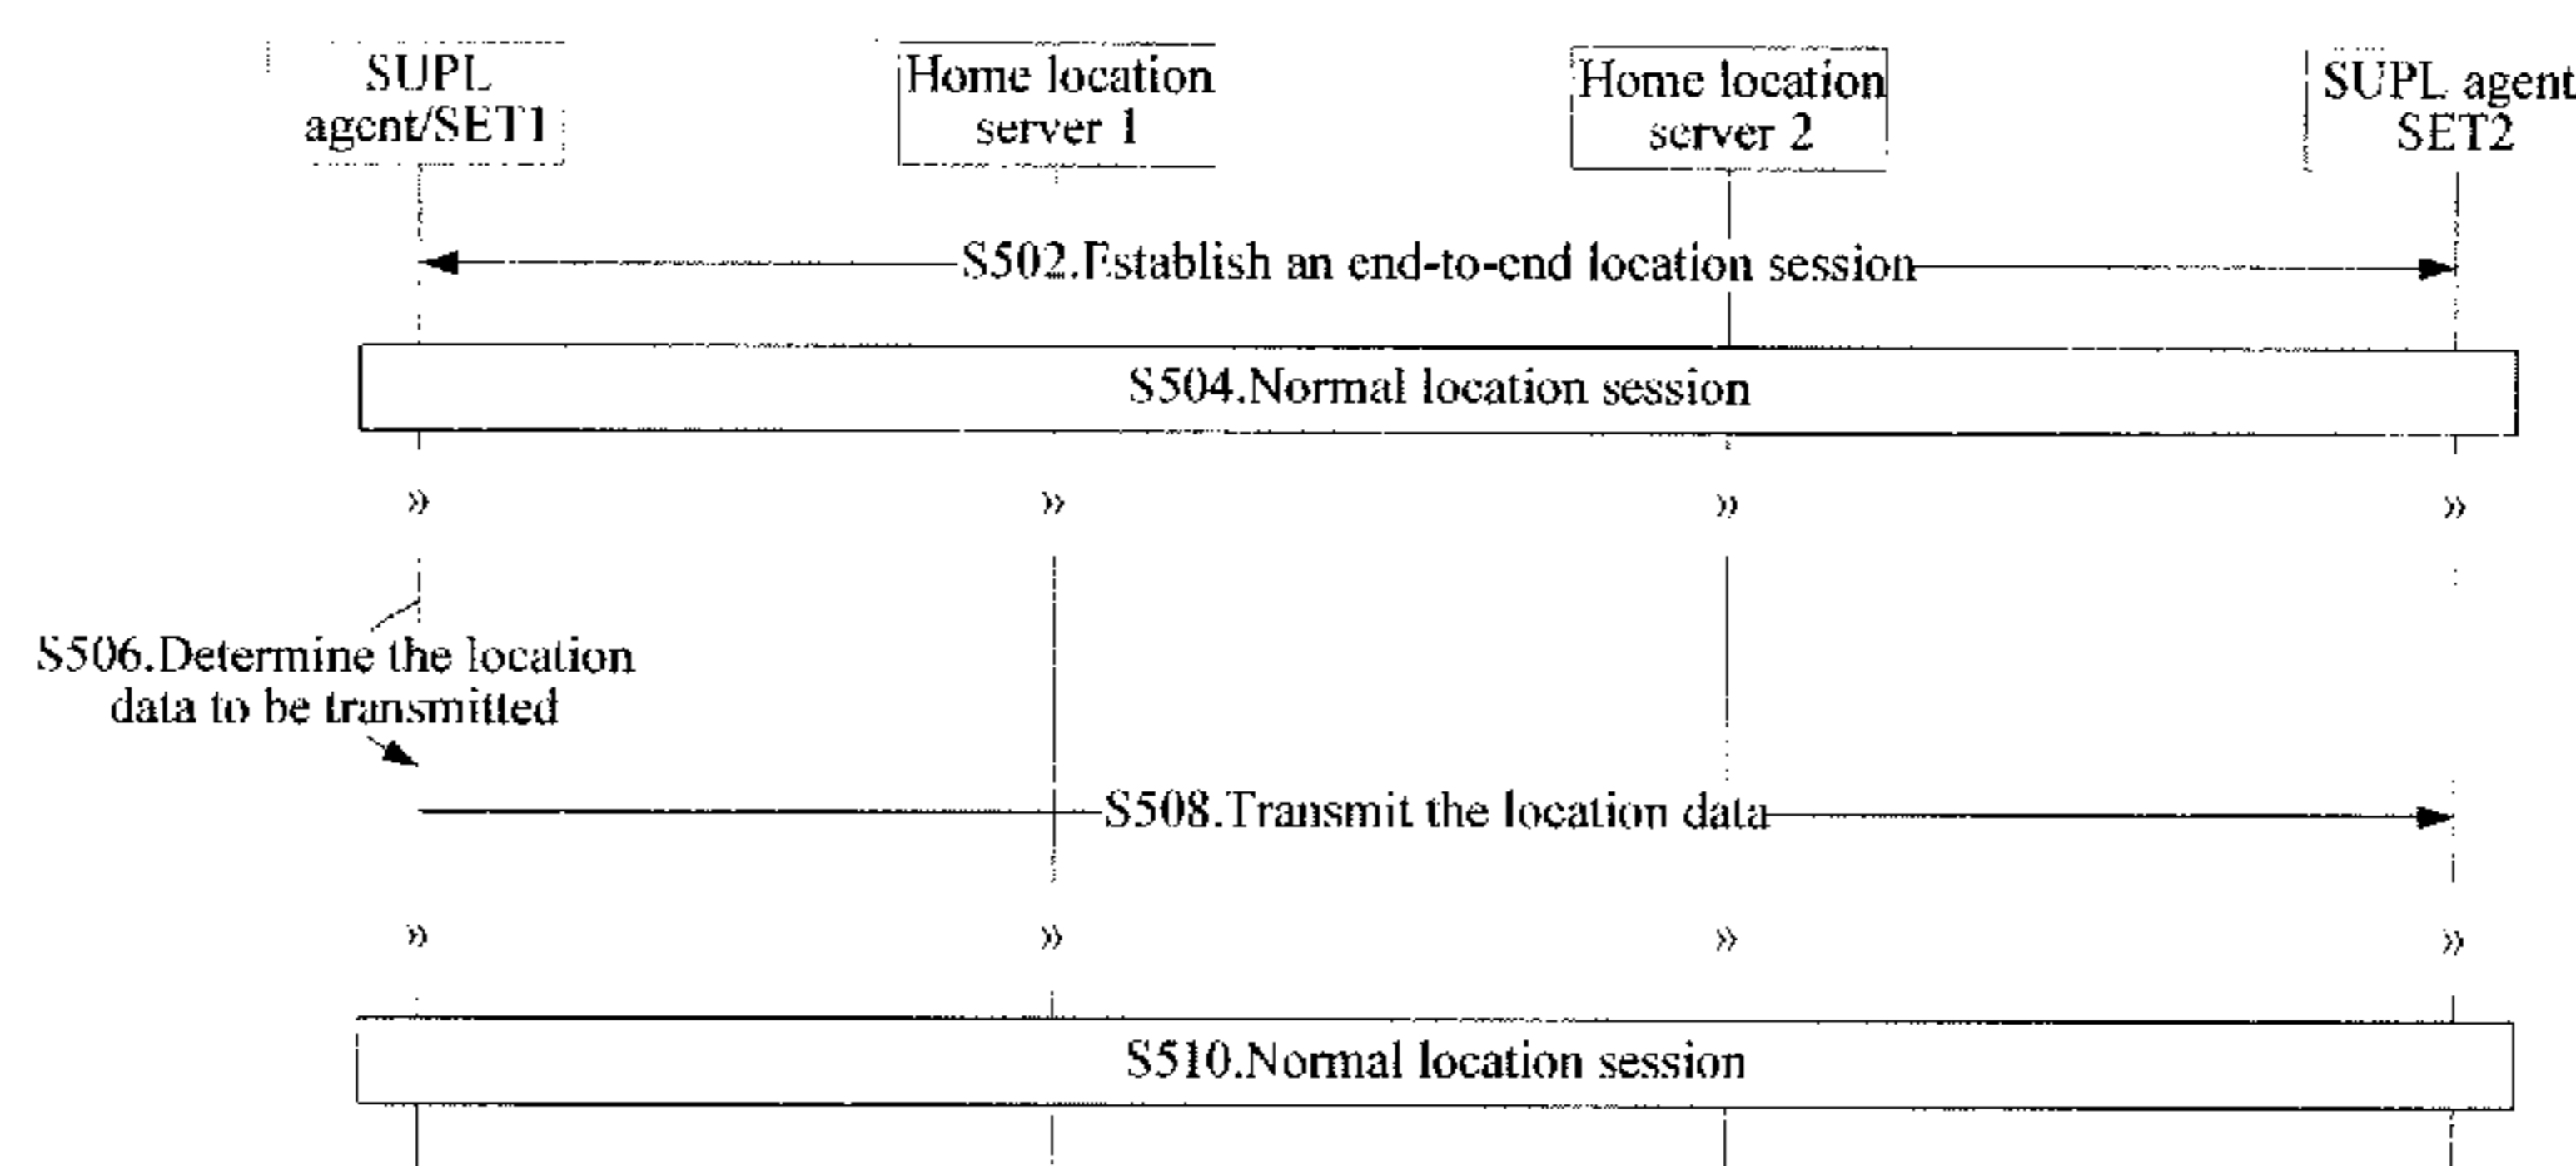 SUPL
agent/SET1
Home location
server 1
Home location
server 2
SUPL agent
SET2
S502.Establish an end-to-end location session
S504.Normal location session
»
»
»
»
S506.Determine the location
data to be transmitted
S508.Transmit the location data
»
»
»
»
S510.Normal location session